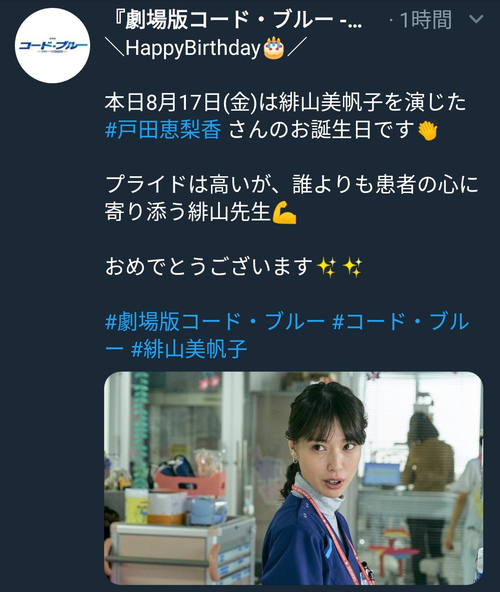 コード・ブルー
『劇場版コード・ブルー -... ・1時間
＼HappyBirthday🎂／
本日8月17日(金)は緋山美帆子を演じた
#戸田恵梨香 さんのお誕生日です👏
プライドは高いが、誰よりも患者の心に
寄り添う緋山先生💪
おめでとうございます✨✨
#劇場版コード・ブルー #コード・ブル
ー #緋山美帆子